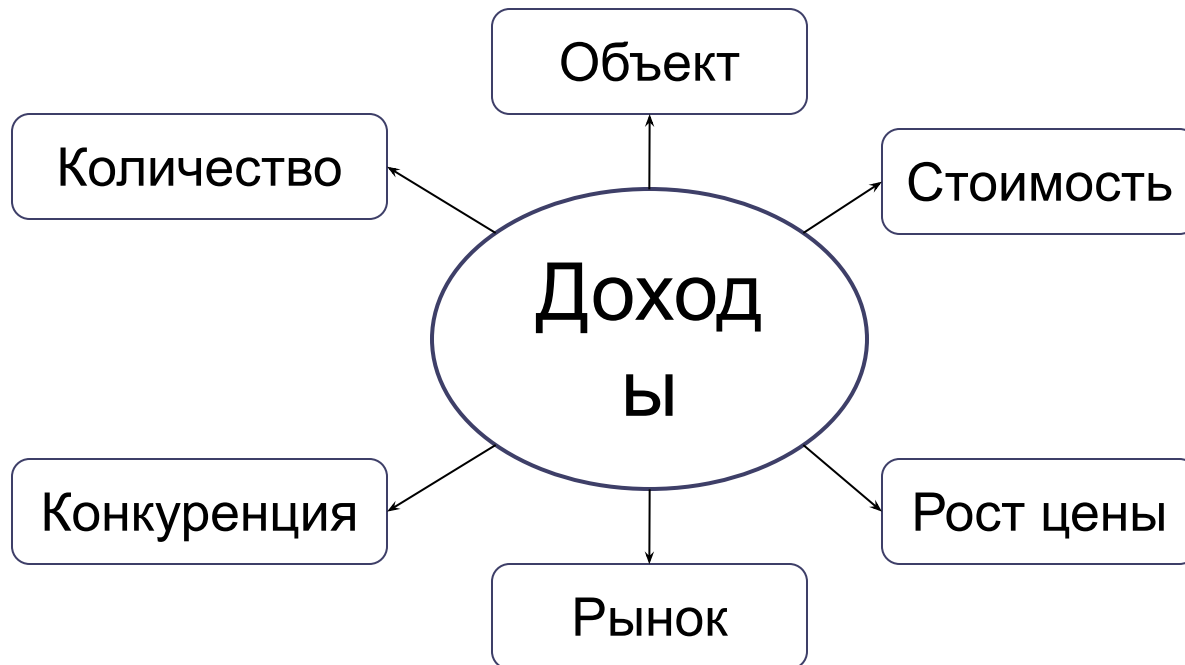 Объект
Количество
Стоимость
Доход
ы
Конкуренция
Рост цены
Рынок